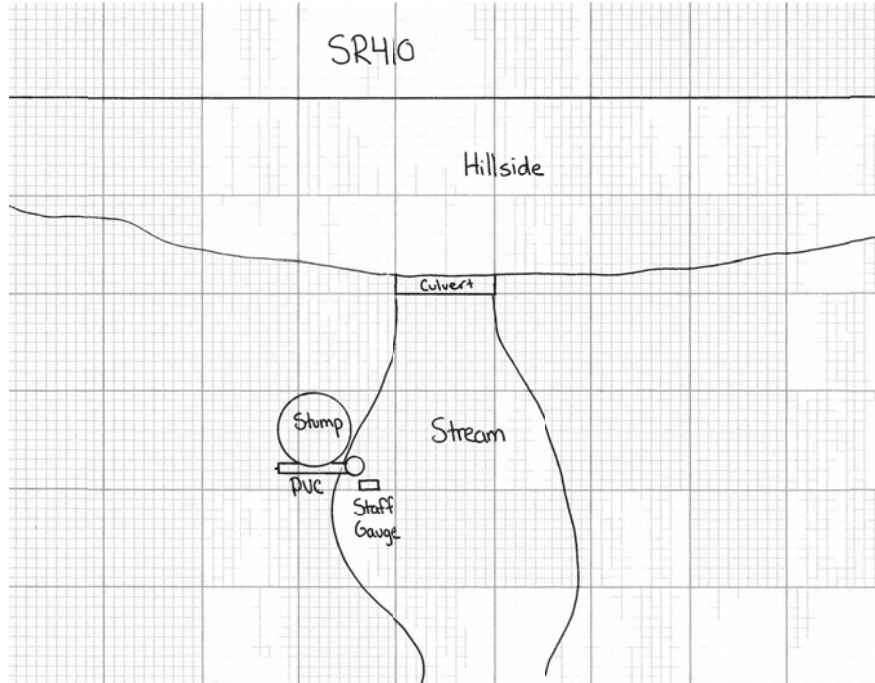 SR410
Hillside
Culvert
Stump
Stream
PVC
Staff
Gauge